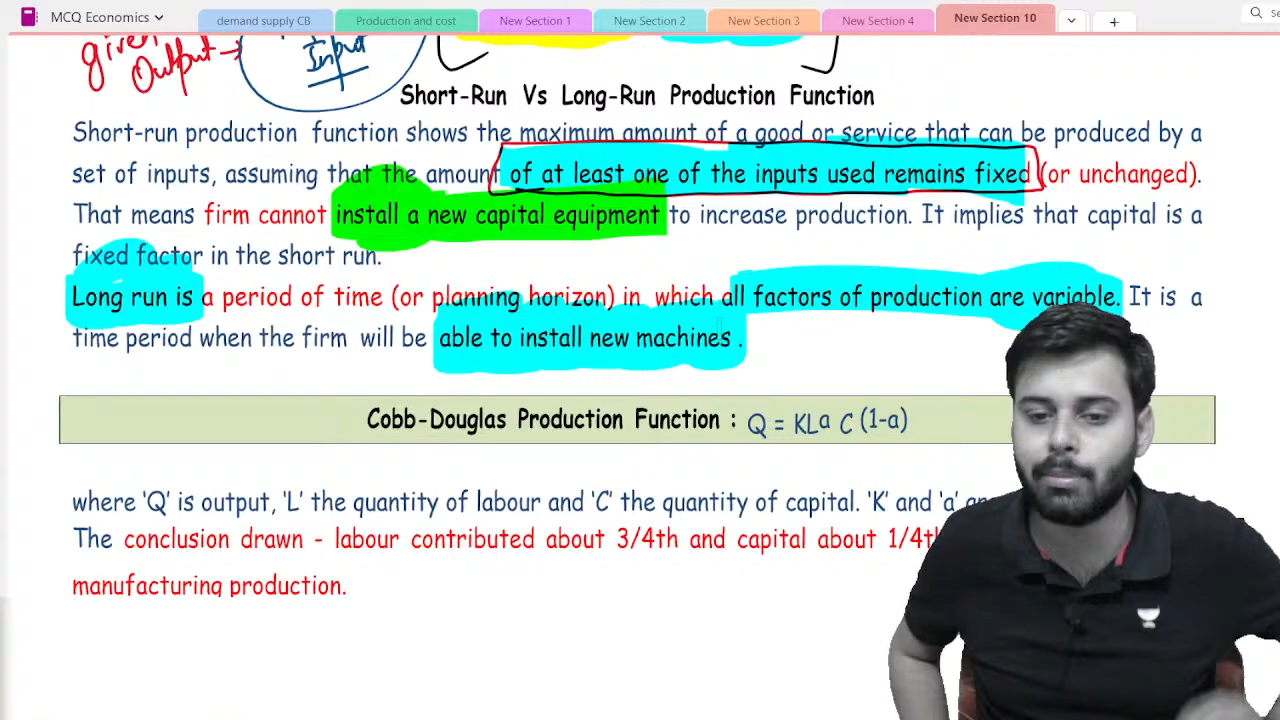 MCQ Economics
demand supply CB
Production and cost
New Section 1
New Section 2
New Section 3
New Section 4
New Section 10
given
Output →
Input
Short-Run Vs Long-Run Production Function
Short-run production function shows the maximum amount of a good or service that can be produced by a
set of inputs, assuming that the amount of at least one of the inputs used remains fixed (or unchanged).
That means firm cannot install a new capital equipment to increase production. It implies that capital is a
fixed factor in the short run.
Long run is a period of time (or planning horizon) in which all factors of production are variable. It is a
time period when the firm will be able to install new machines .
Cobb-Douglas Production Function : Q = KLa C (1-a)
where ‘Q’ is output, ‘L’ the quantity of labour and ‘C’ the quantity of capital. ‘K’ and ‘a’
The conclusion drawn - labour contributed about 3/4th and capital about 1/4th
manufacturing production.